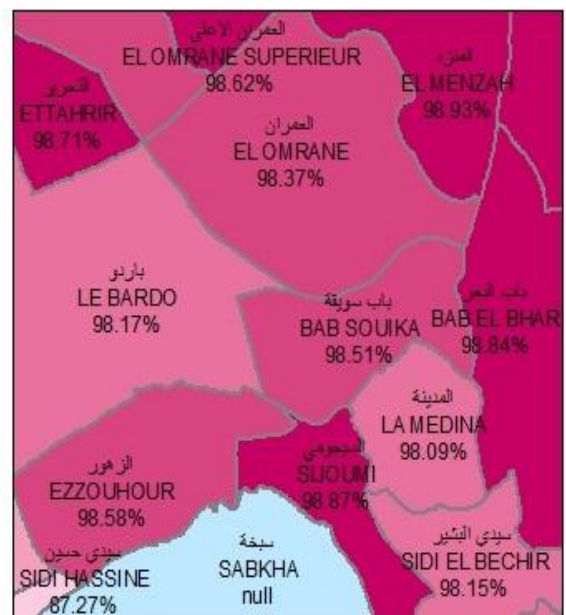 العمران الاعلى
EL OMRANE SUPERIEUR
98.62%
المنزه
EL MENZAH
98.93%
التحرير
ETTAHRIR
98.71%
العمران
EL OMRANE
98.37%
باردو
LE BARDO
98.17%
باب سويقة
BAB SOUIKA
98.51%
باب البحر
BAB EL BHAR
98.84%
المدينة
LA MEDINA
98.09%
السيجومي
SIJOUMI
98.87%
الزهور
EZZOUHOUR
98.58%
سيدي البشير
SIDI EL BECHIR
98.15%
سيدي حسين
SIDI HASSINE
87.27%
سبخة
SABKHA
null